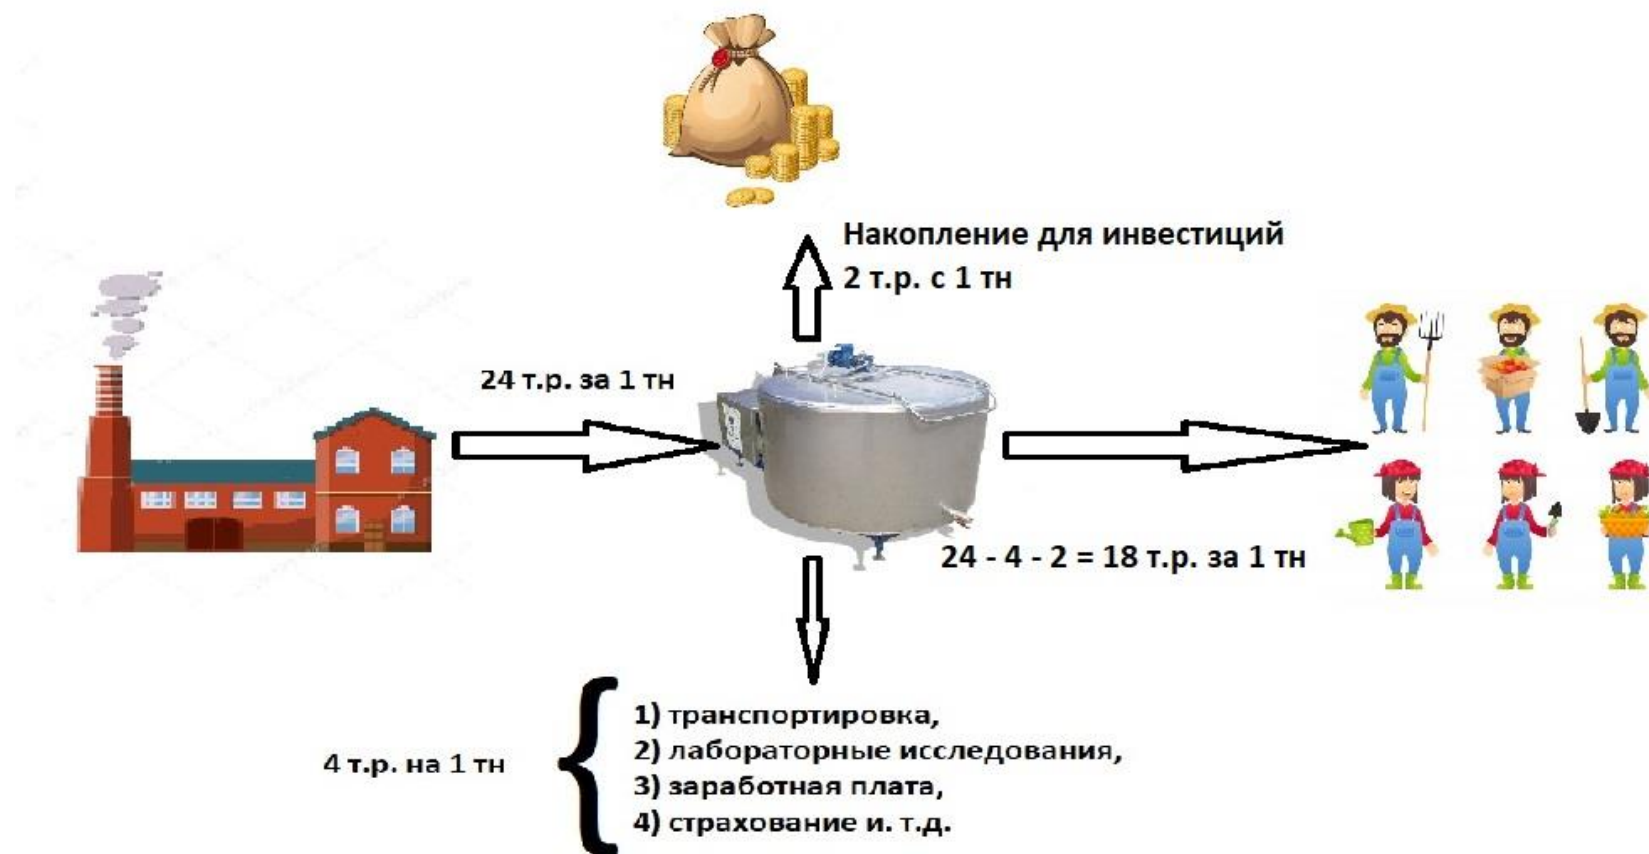 Накопление для инвестиций
2 т.р. с 1 тн
24 т.р. за 1 тн
24 - 4 - 2 = 18 т.р. за 1 тн
4 т.р. на 1 тн
1) транспортировка,
2) лабораторные исследования,
3) заработная плата,
4) страхование и. т.д.